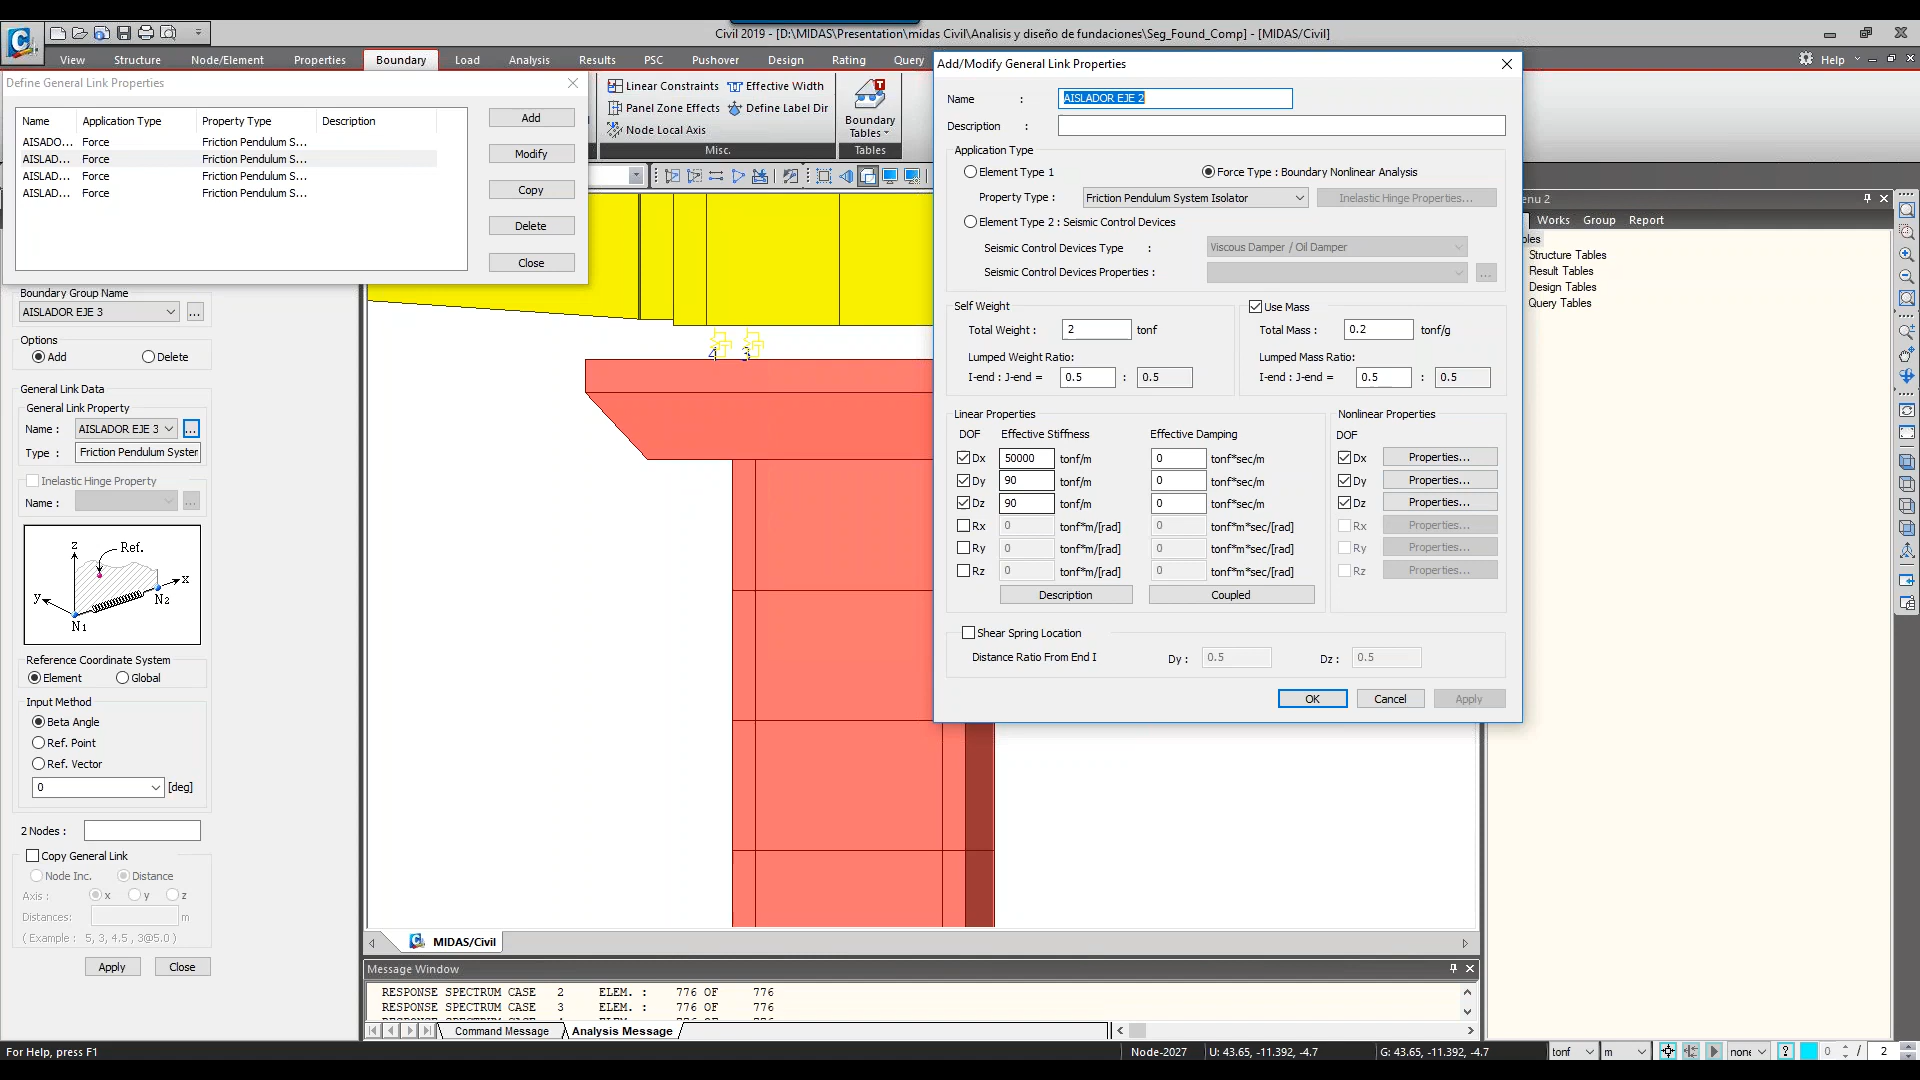 Civil 2019 - [D:\MIDAS\Presentation\midas Civil\Analisis y diseño de fundaciones\Seg_Found_Comp] - [MIDAS/Civil]
View Structure Node/Element Properties Boundary Load Analysis Results PSC Pushover Design Rating Query Help
Define General Link Properties
Name Application Type Property Type Description
AISADO... Force Friction Pendulum S...
AISLAD... Force Friction Pendulum S...
AISLAD... Force Friction Pendulum S...
AISLAD... Force Friction Pendulum S...
Add
Modify
Copy
Delete
Close
Linear Constraints Effective Width
Panel Zone Effects Define Label Dir
Node Local Axis
Misc.
Boundary
Tables
Tables
Boundary Group Name
AISLADOR EJE 3 ...
Options
Add Delete
General Link Data
General Link Property
Name : AISLADOR EJE 3 ...
Type : Friction Pendulum System
Inelastic Hinge Property
Name : ...
z Ref. x
y N2
N1
Reference Coordinate System
Element Global
Input Method
Beta Angle
Ref. Point
Ref. Vector
0 [deg]
2 Nodes :
Copy General Link
Node Inc. Distance
Axis : x y z
Distances: m
( Example : 5, 3, 4.5 , 3@5.0 )
Apply Close
Add/Modify General Link Properties
Name : AISLADOR EJE 2
Description :
Application Type
Element Type 1 Force Type : Boundary Nonlinear Analysis
Property Type : Friction Pendulum System Isolator Inelastic Hinge Properties...
Element Type 2 : Seismic Control Devices
Seismic Control Devices Type : Viscous Damper / Oil Damper
Seismic Control Devices Properties : ...
Self Weight Use Mass
Total Weight : 2 tonf Total Mass : 0.2 tonf/g
Lumped Weight Ratio: Lumped Mass Ratio:
I-end : J-end = 0.5 : 0.5 I-end : J-end = 0.5 : 0.5
Linear Properties Nonlinear Properties
DOF Effective Stiffness Effective Damping DOF
Dx 50000 tonf/m 0 tonf*sec/m Dx Properties...
Dy 90 tonf/m 0 tonf*sec/m Dy Properties...
Dz 90 tonf/m 0 tonf*sec/m Dz Properties...
Rx 0 tonf*m/[rad] 0 tonf*m*sec/[rad] Rx Properties...
Ry 0 tonf*m/[rad] 0 tonf*m*sec/[rad] Ry Properties...
Rz 0 tonf*m/[rad] 0 tonf*m*sec/[rad] Rz Properties...
Description Coupled
Shear Spring Location
Distance Ratio From End I Dy : 0.5 Dz : 0.5
OK Cancel Apply
enu 2
Works Group Report
bles
Structure Tables
Result Tables
Design Tables
Query Tables
MIDAS/Civil
Message Window
RESPONSE SPECTRUM CASE 2 ELEM. : 776 OF 776
RESPONSE SPECTRUM CASE 3 ELEM. : 776 OF 776
Command Message Analysis Message
For Help, press F1 Node-2027 U: 43.65, -11.392, -4.7 G: 43.65, -11.392, -4.7 tonf m none ? 0 / 2